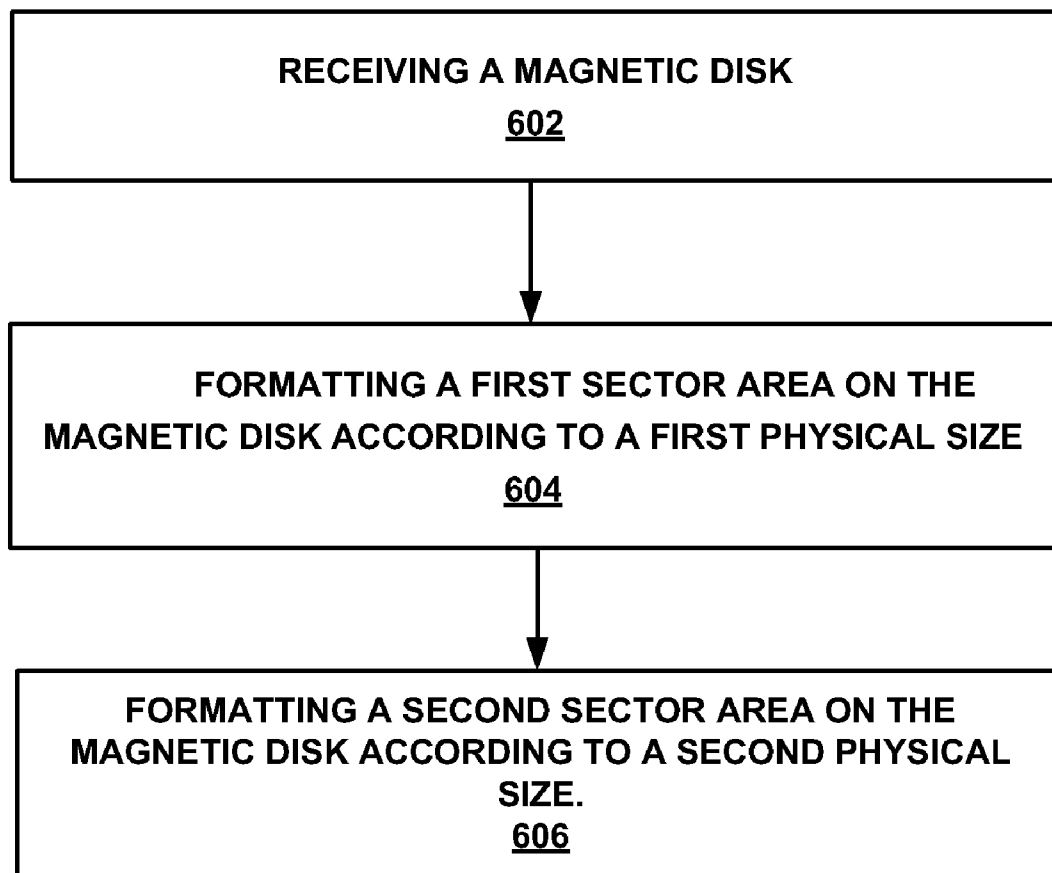 RECEIVING A MAGNETIC DISK
602
FORMATTING A FIRST SECTOR AREA ON THE
MAGNETIC DISK ACCORDING TO A FIRST PHYSICAL SIZE
604
FORMATTING A SECOND SECTOR AREA ON THE
MAGNETIC DISK ACCORDING TO A SECOND PHYSICAL
SIZE.
606